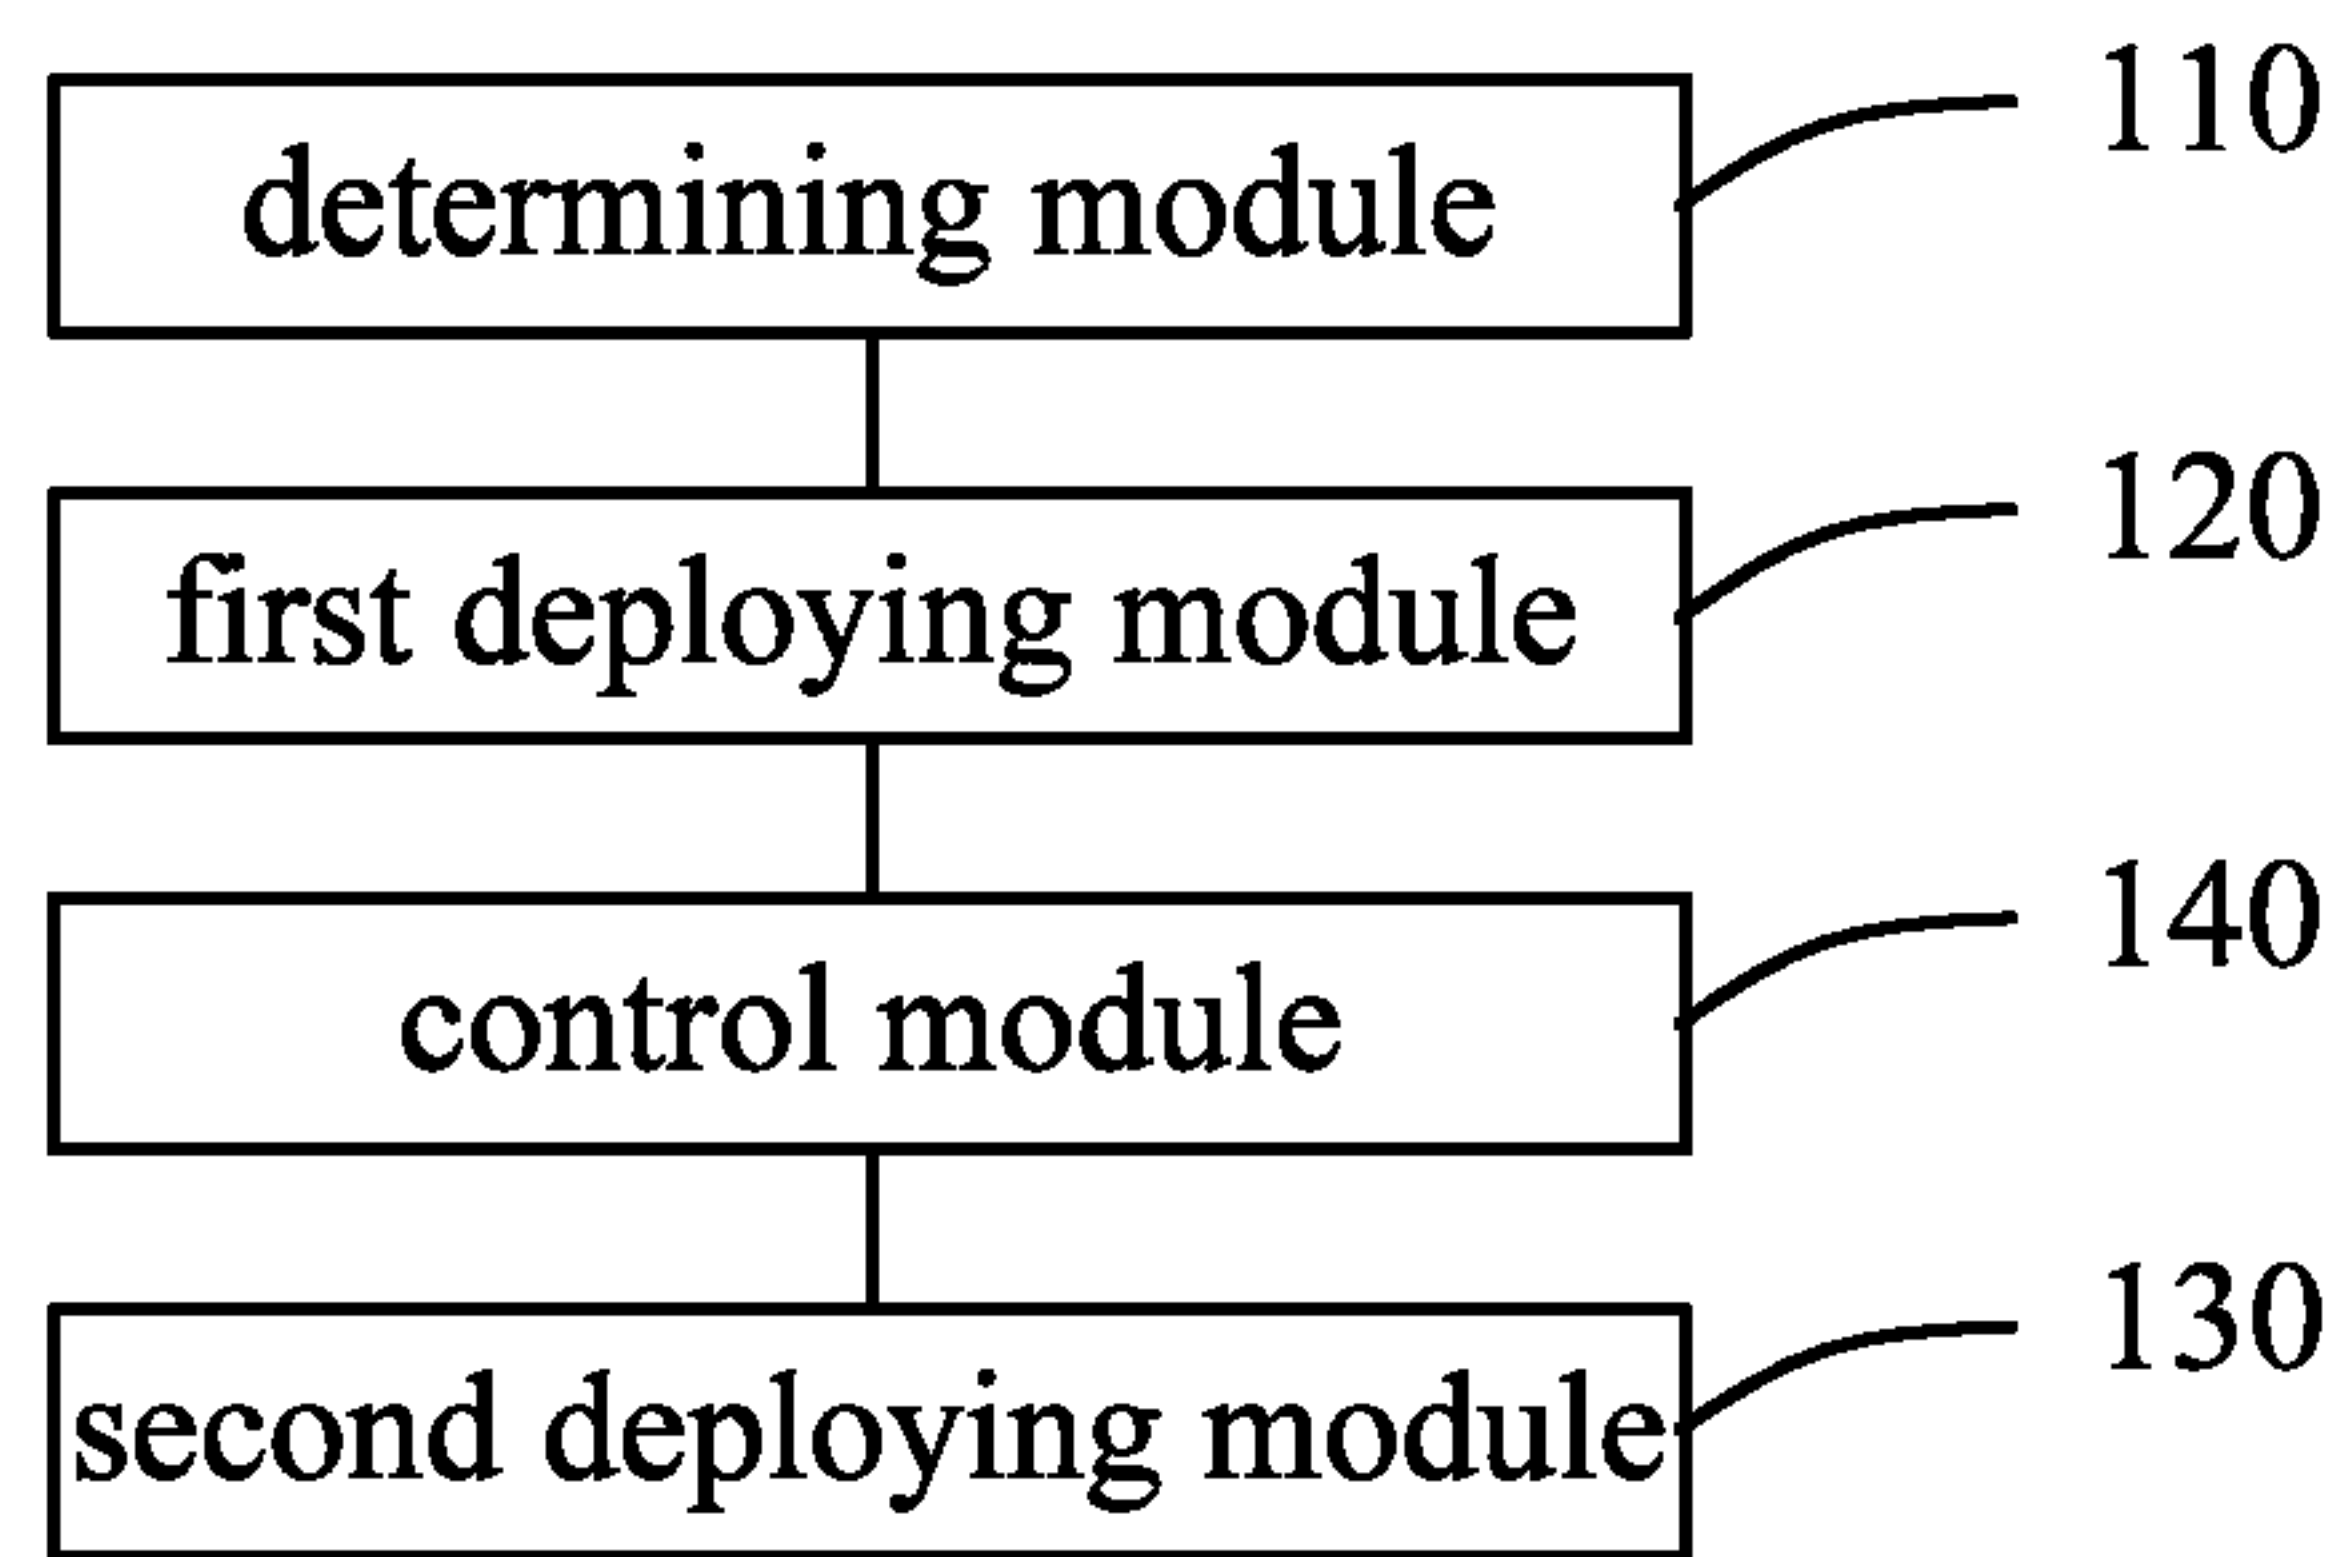 determining module 110
first deploying module 120
control module 140
second deploying module 130